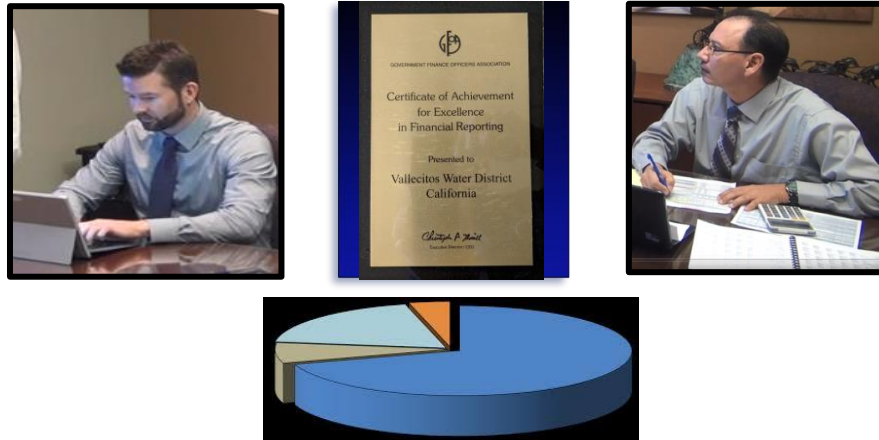 GOVERNMENT FINANCE OFFICERS ASSOCIATION
Certificate of Achievement
for Excellence
in Financial Reporting
Presented to
Vallecitos Water District
California
Executive Director/CEO